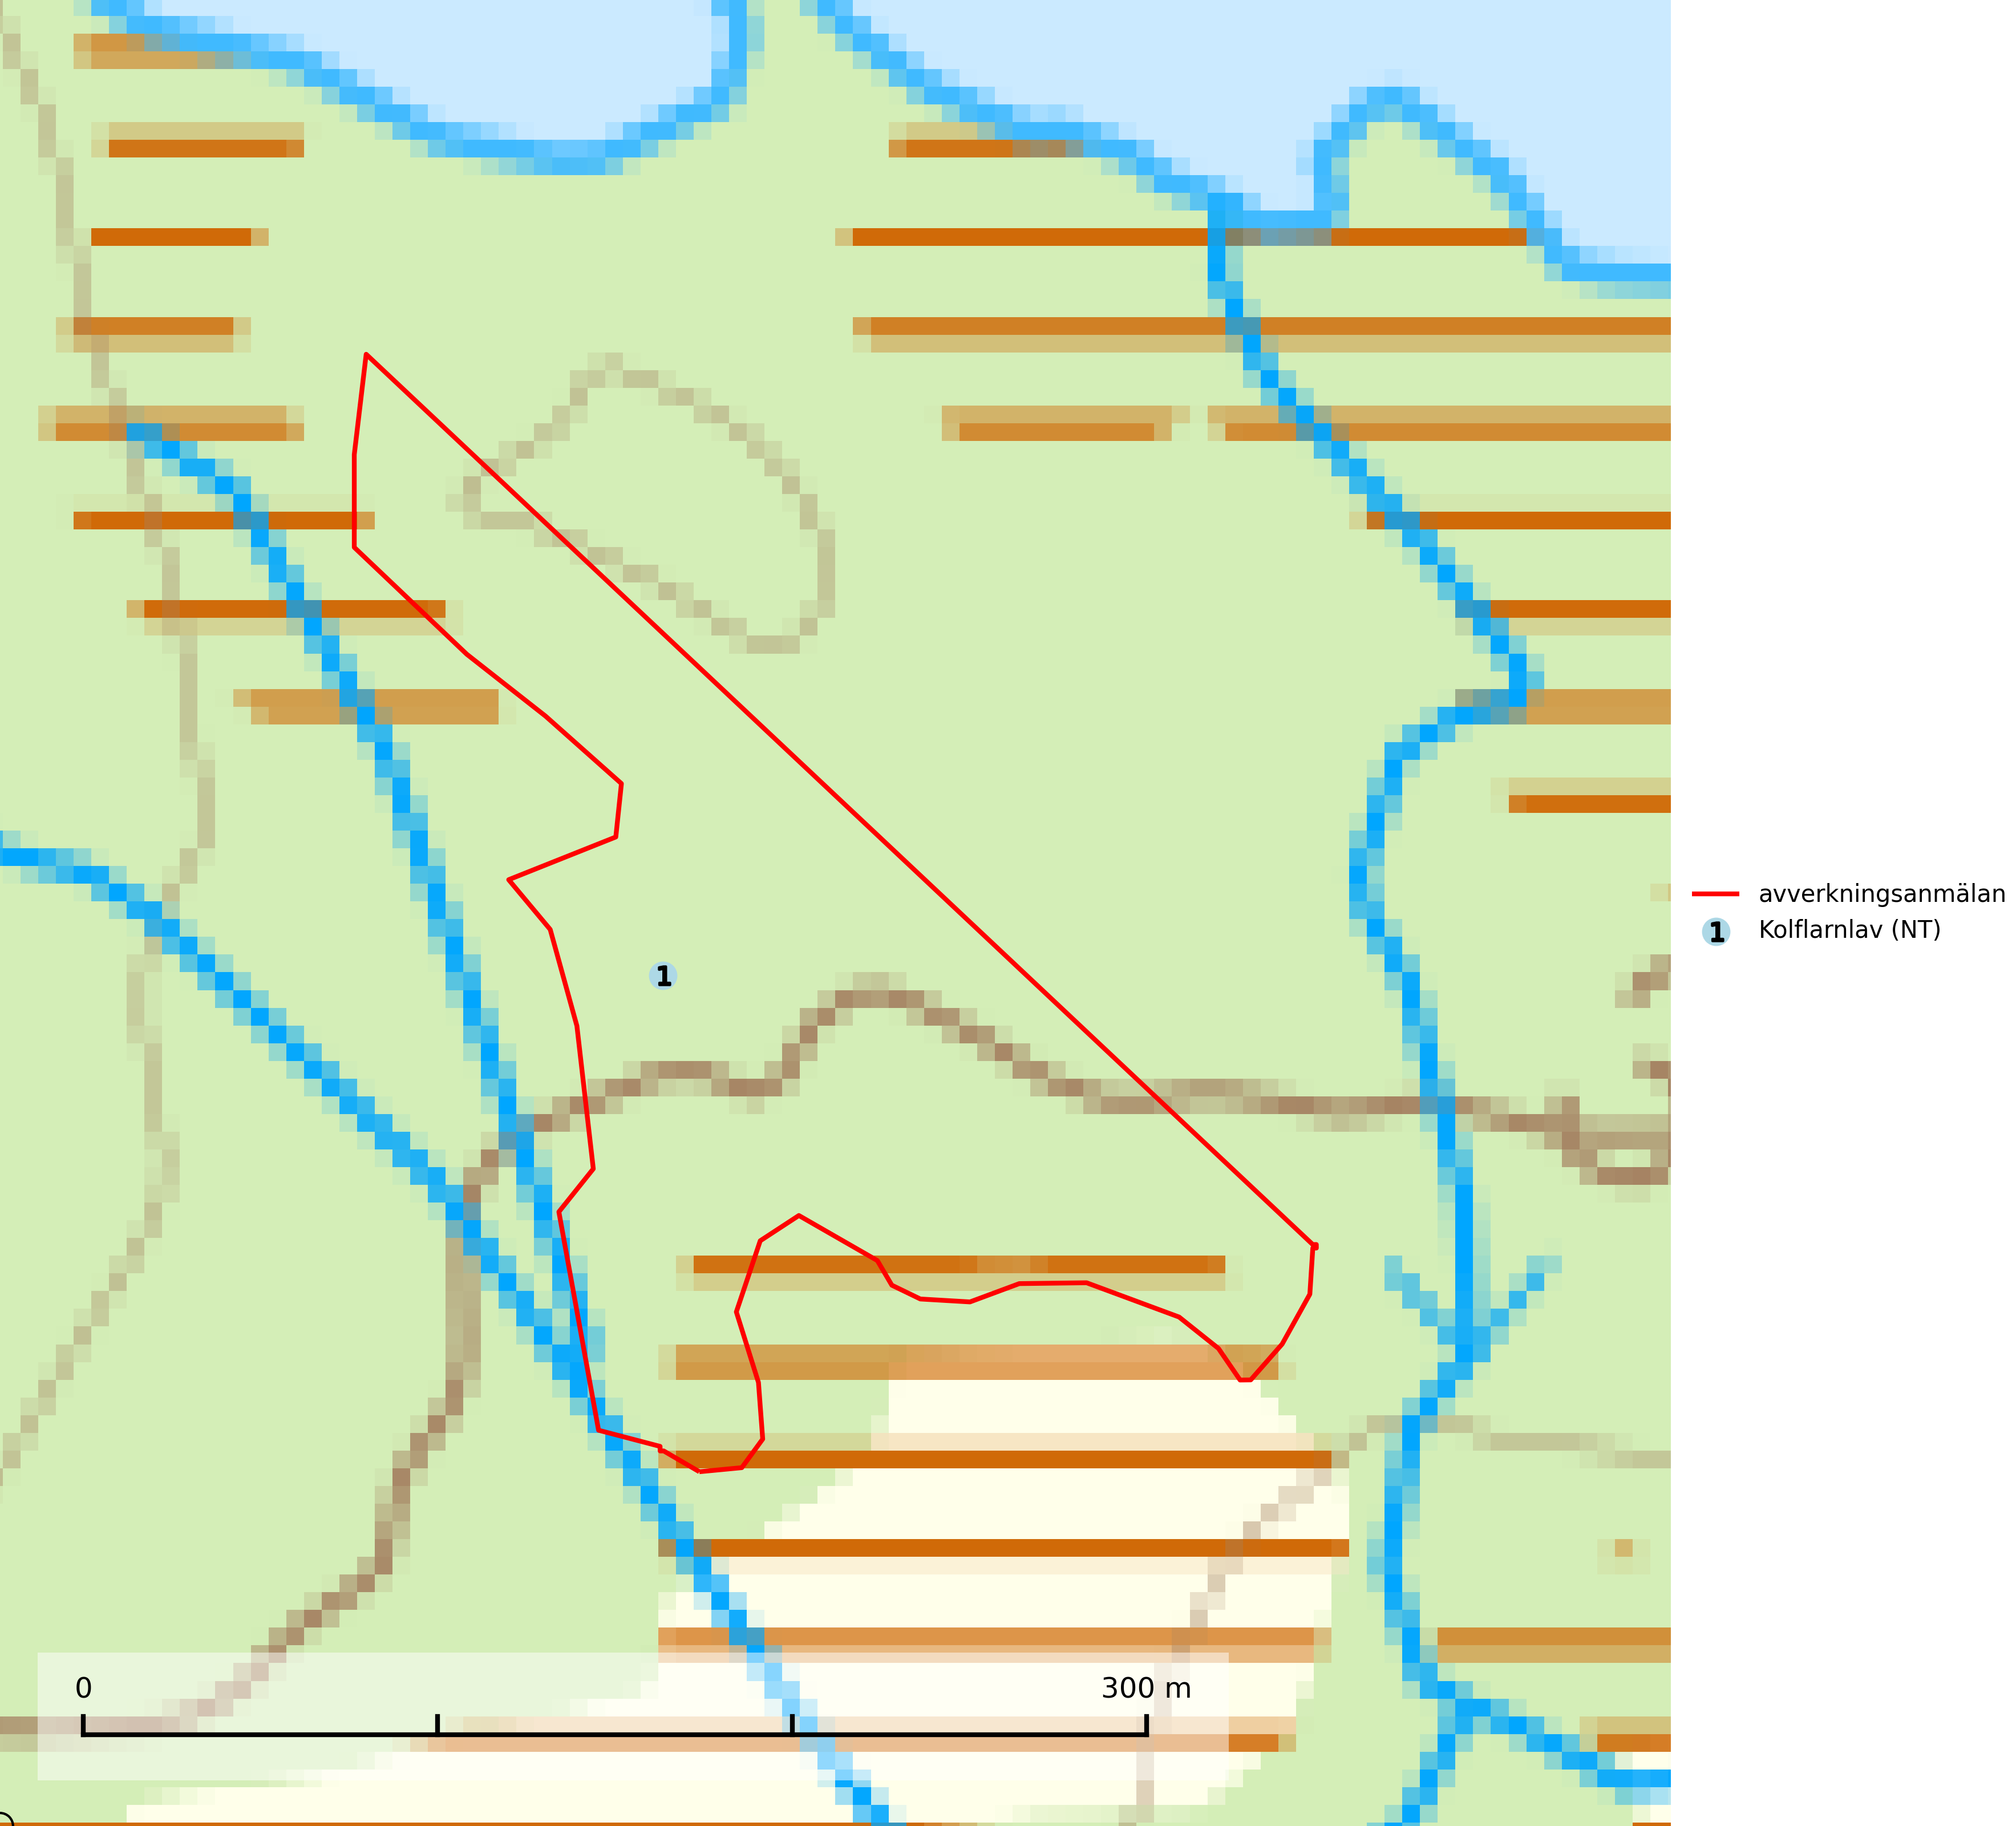 1
avverkningsanmälan
1 Kolflarnlav (NT)
0 300 m